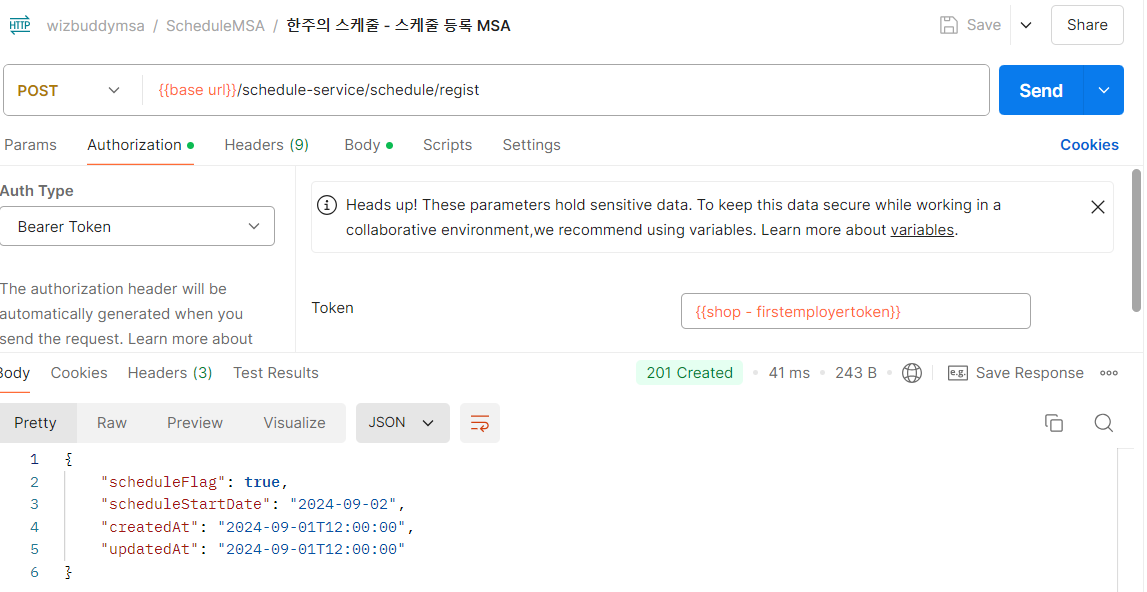 HTTP wizbuddymsa / ScheduleMSA / 한주의 스케줄 - 스케줄 등록 MSA Save Share
POST {{base url}}/schedule-service/schedule/regist Send
Params Authorization Headers (9) Body Scripts Settings Cookies
Auth Type
Bearer Token
The authorization header will be
automatically generated when you
send the request. Learn more about
Heads up! These parameters hold sensitive data. To keep this data secure while working in a
collaborative environment,we recommend using variables. Learn more about variables.
Token {{shop - firstemployertoken}}
Body Cookies Headers (3) Test Results 201 Created 41 ms 243 B e.g. Save Response
Pretty Raw Preview Visualize JSON
1 {
2 "scheduleFlag": true,
3 "scheduleStartDate": "2024-09-02",
4 "createdAt": "2024-09-01T12:00:00",
5 "updatedAt": "2024-09-01T12:00:00"
6 }